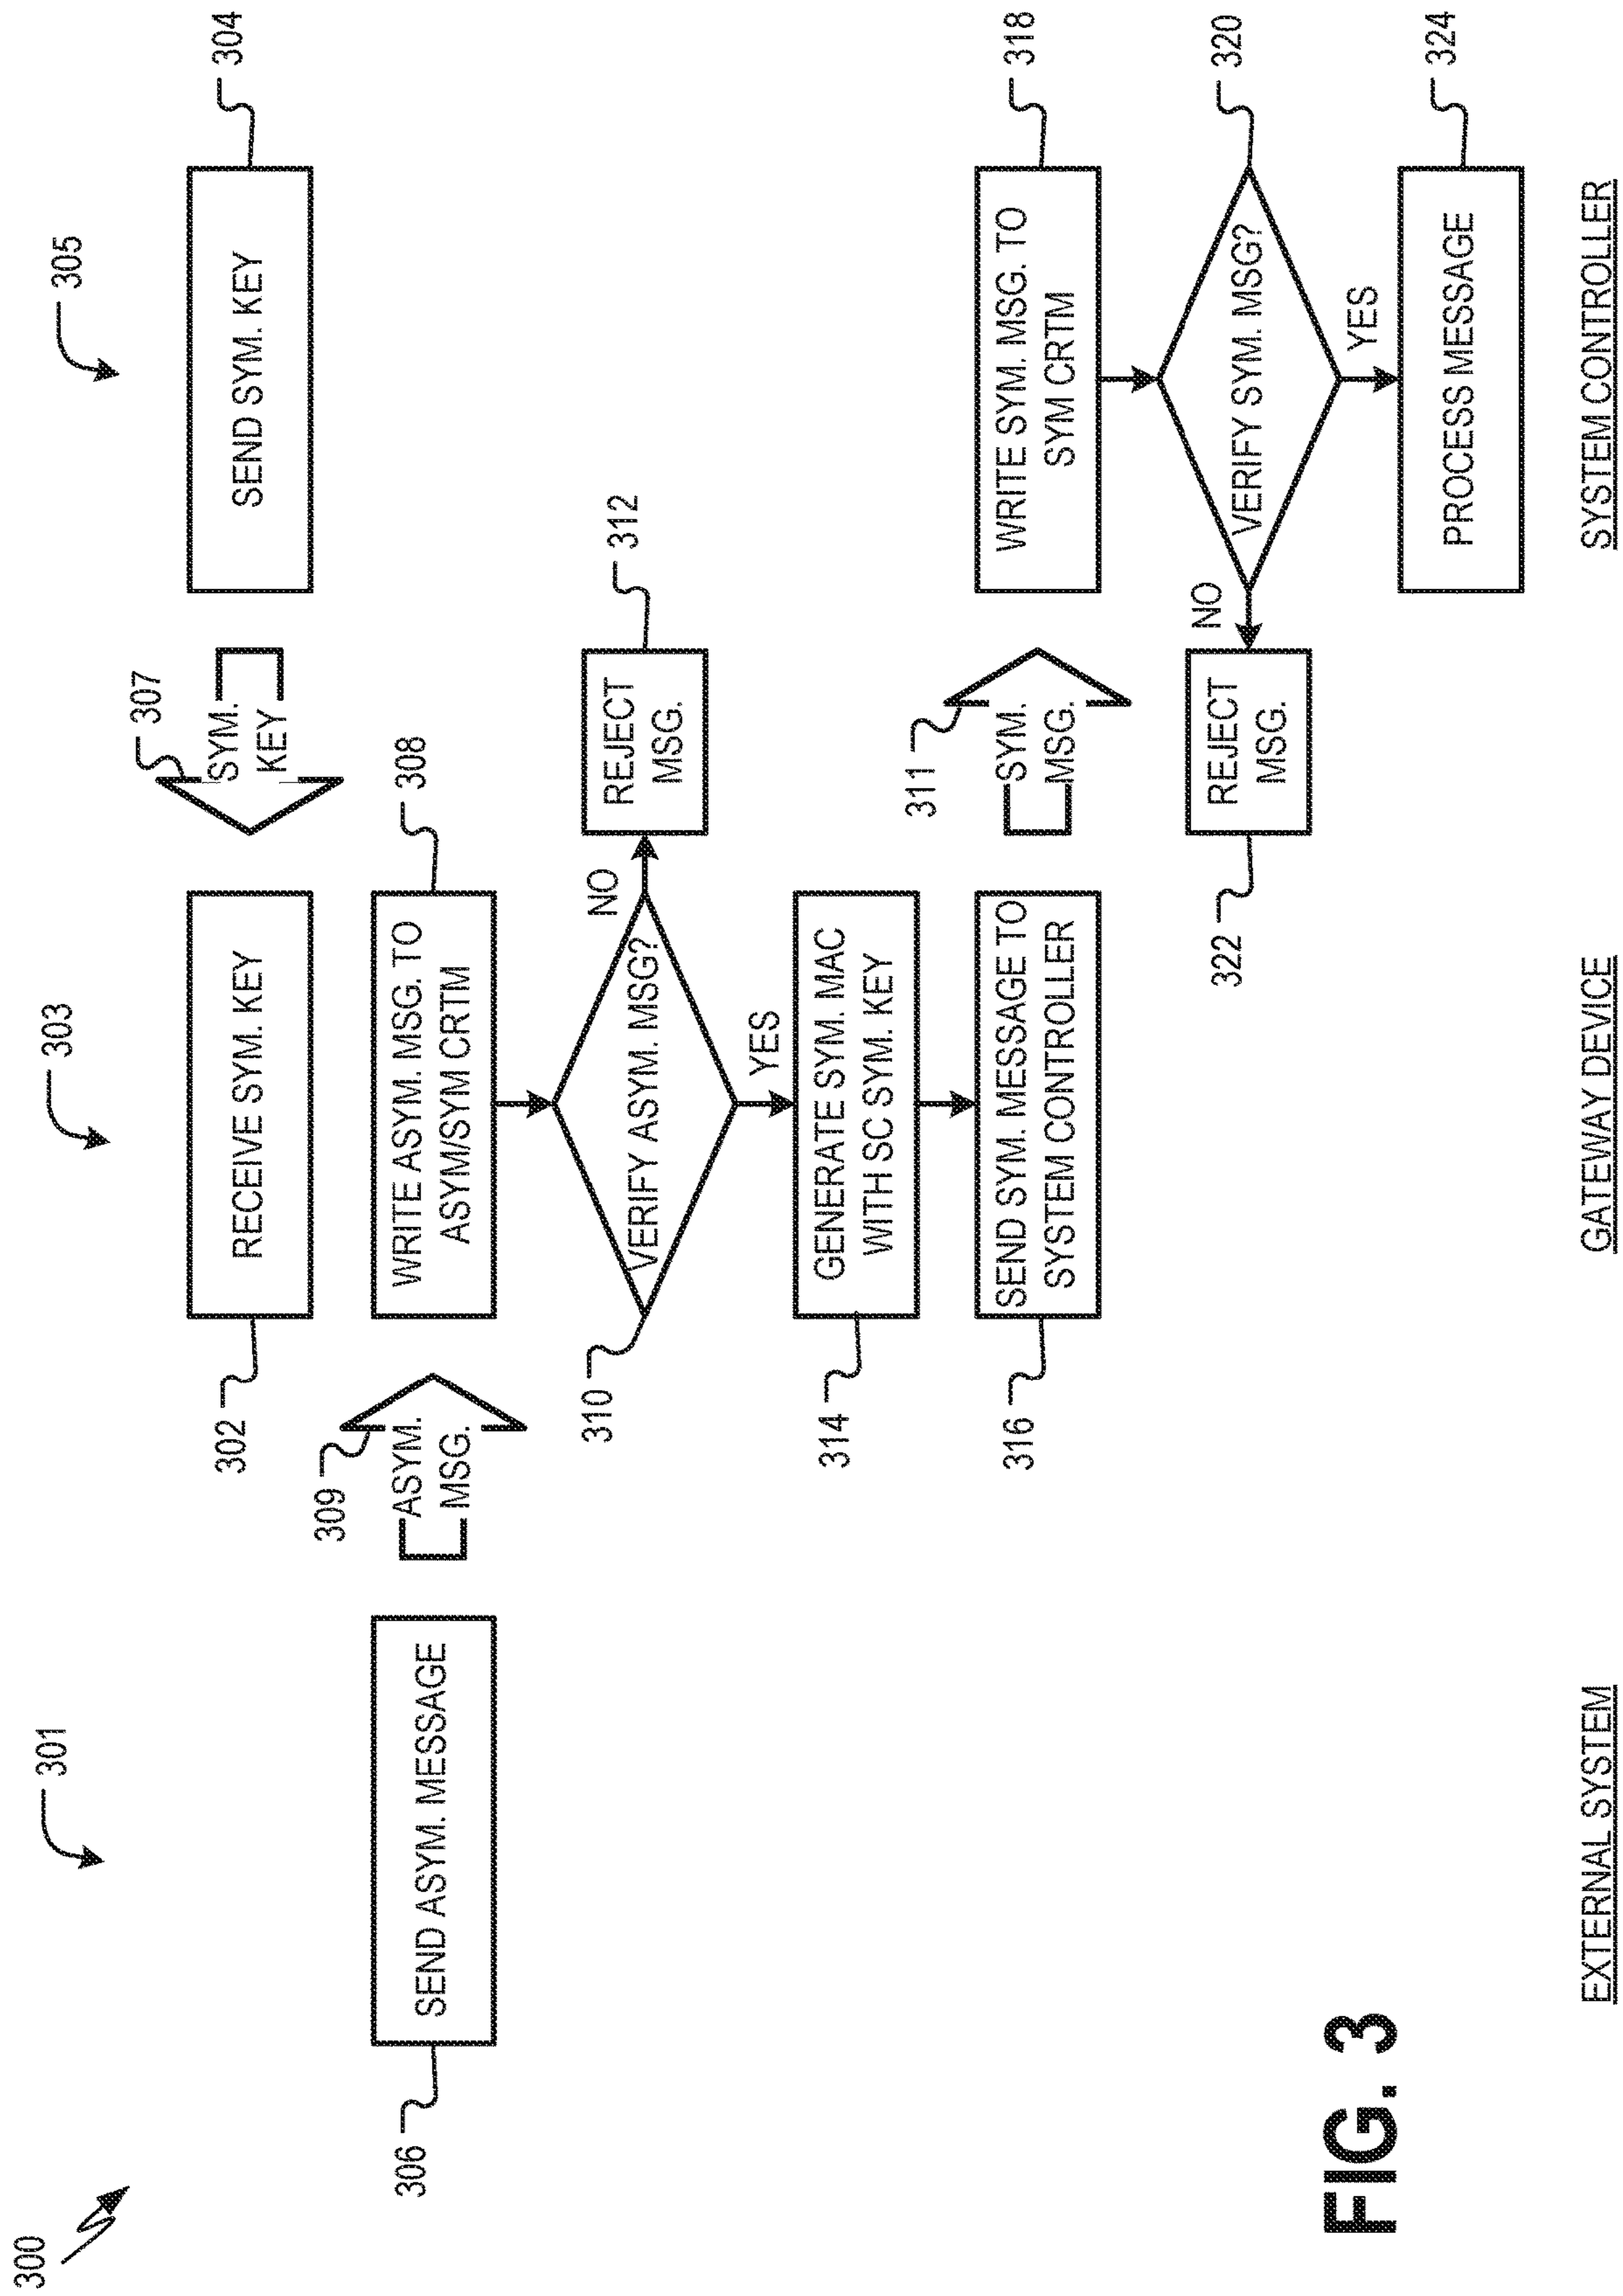 300
301
303
305
SEND SYM. KEY
304
SYM.
KEY
307
RECEIVE SYM. KEY
302
SEND ASYM. MESSAGE
306
ASYM.
MSG.
309
WRITE ASYM. MSG. TO
ASYM/SYM CRTM
308
VERIFY ASYM. MSG?
310
NO
REJECT
MSG.
312
YES
GENERATE SYM. MAC
WITH SC SYM. KEY
314
SEND SYM. MESSAGE TO
SYSTEM CONTROLLER
316
SYM.
MSG.
311
WRITE SYM. MSG. TO
SYM CRTM
318
VERIFY SYM. MSG?
320
NO
REJECT
MSG.
322
YES
PROCESS MESSAGE
324
FIG. 3
EXTERNAL SYSTEM
GATEWAY DEVICE
SYSTEM CONTROLLER